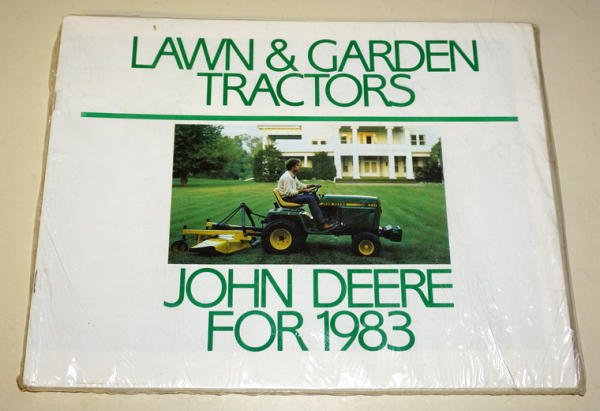 LAWN & GARDEN
TRACTORS
JOHN DEERE
FOR 1983